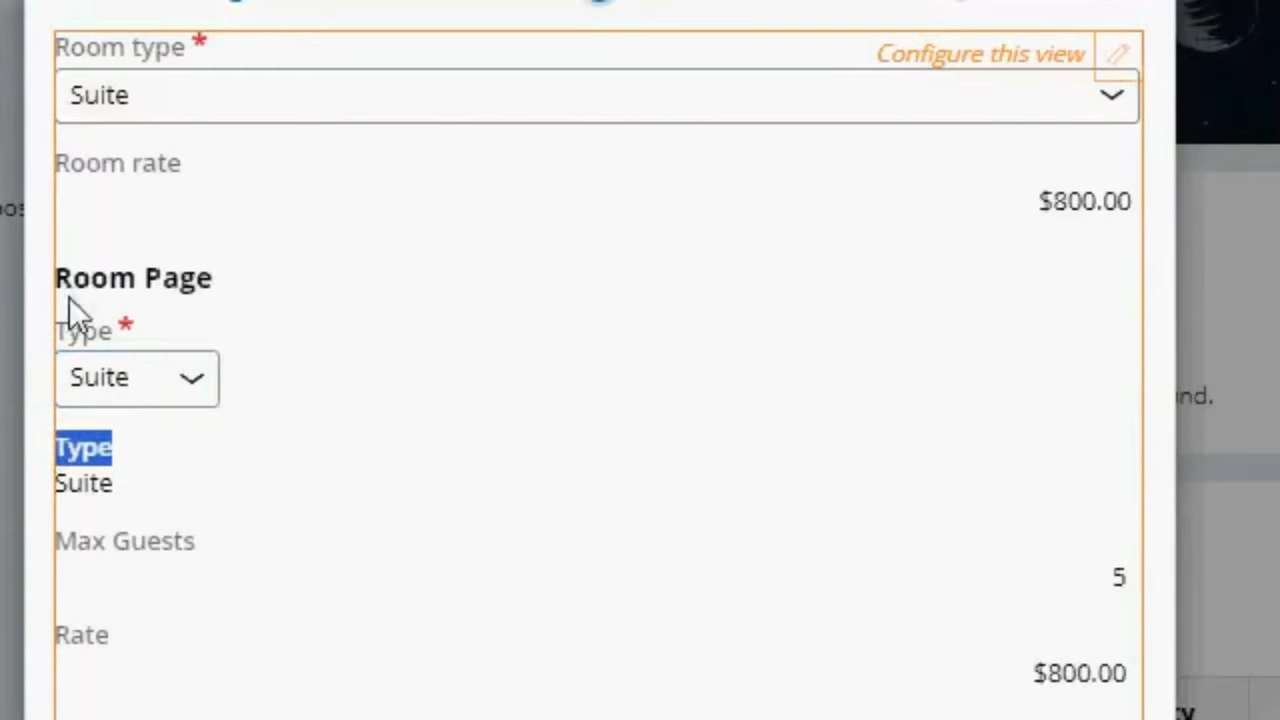 Room type *
Configure this view
Suite
Room rate
$800.00
Room Page
Type *
Suite
Type
Suite
Max Guests
5
Rate
$800.00